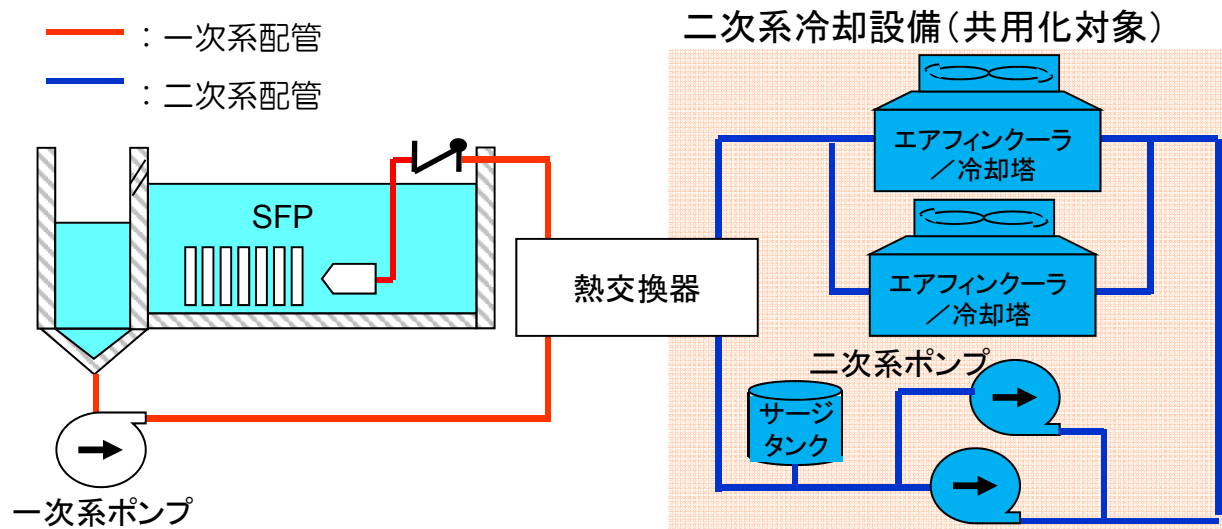 ：一次系配管
：二次系配管
二次系冷却設備（共用化対象）
エアフィンクーラ
／冷却塔
SFP
エアフィンクーラ
／冷却塔
熱交換器
二次系ポンプ
サージ
タンク
一次系ポンプ